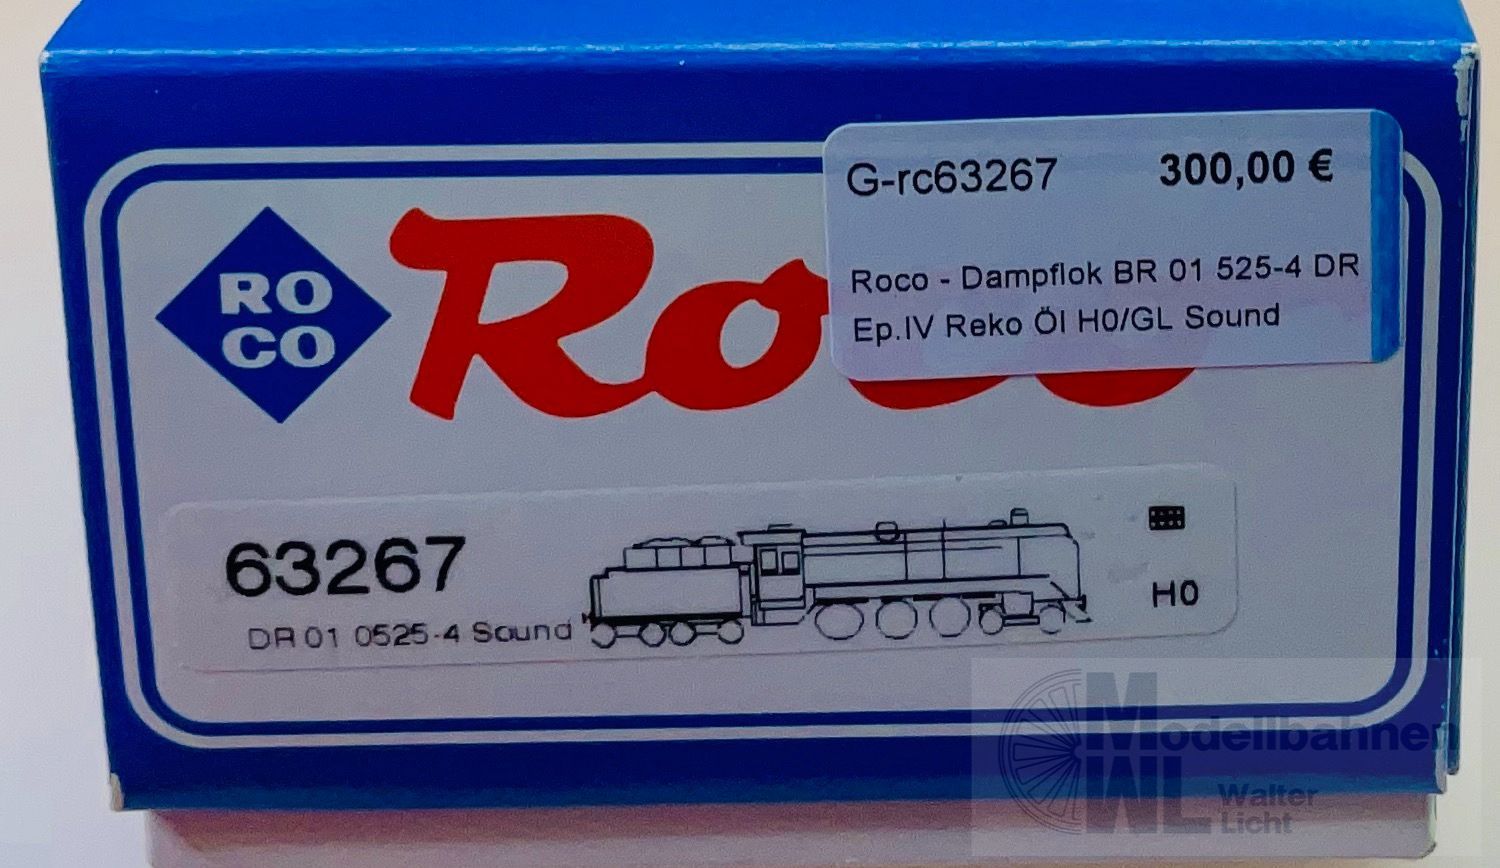 RO
CO
Roco
G-rc63267 300,00 €
Roco - Dampflok BR 01 525-4 DR
Ep.IV Reko Öl H0/GL Sound
63267
DR 01 0525-4 Sound
H0
Modellbahnen
WL Walter
Licht